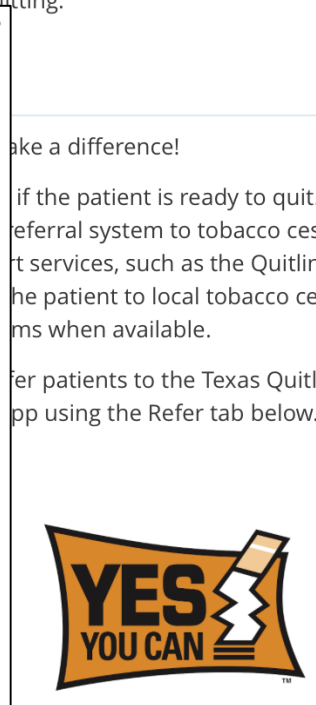 ake a difference!
if the patient is ready to quit
referral system to tobacco ces
rt services, such as the Quitlin
he patient to local tobacco ce
ms when available.
fer patients to the Texas Quitl
pp using the Refer tab below.
YES
YOU CAN
TM